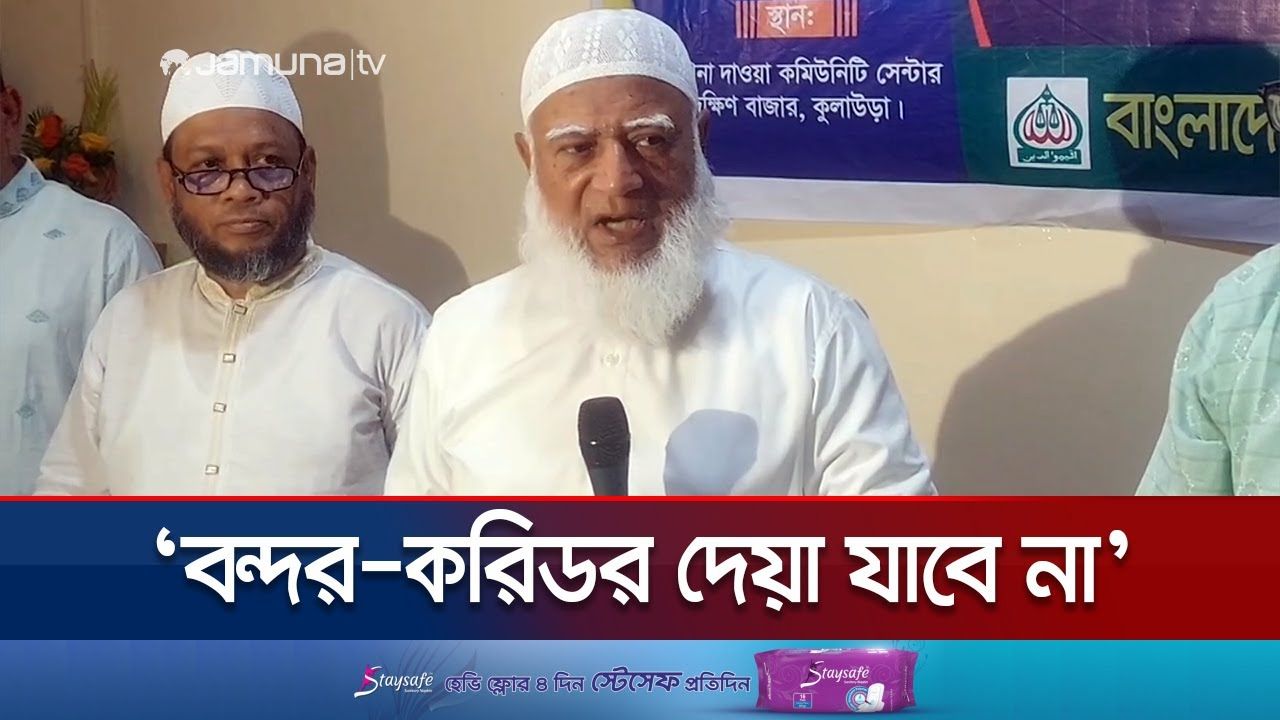 Jamuna|tv
স্থান:
না দাওয়া কমিউনিটি সেন্টার
ক্ষিণ বাজার, কুলাউড়া।
বাংলাদে
‘বন্দর-করিডর দেয়া যাবে না’
Staysafe
হেভি ফ্লোর ৪ দিন স্টেসেফ প্রতিদিন
Staysafe